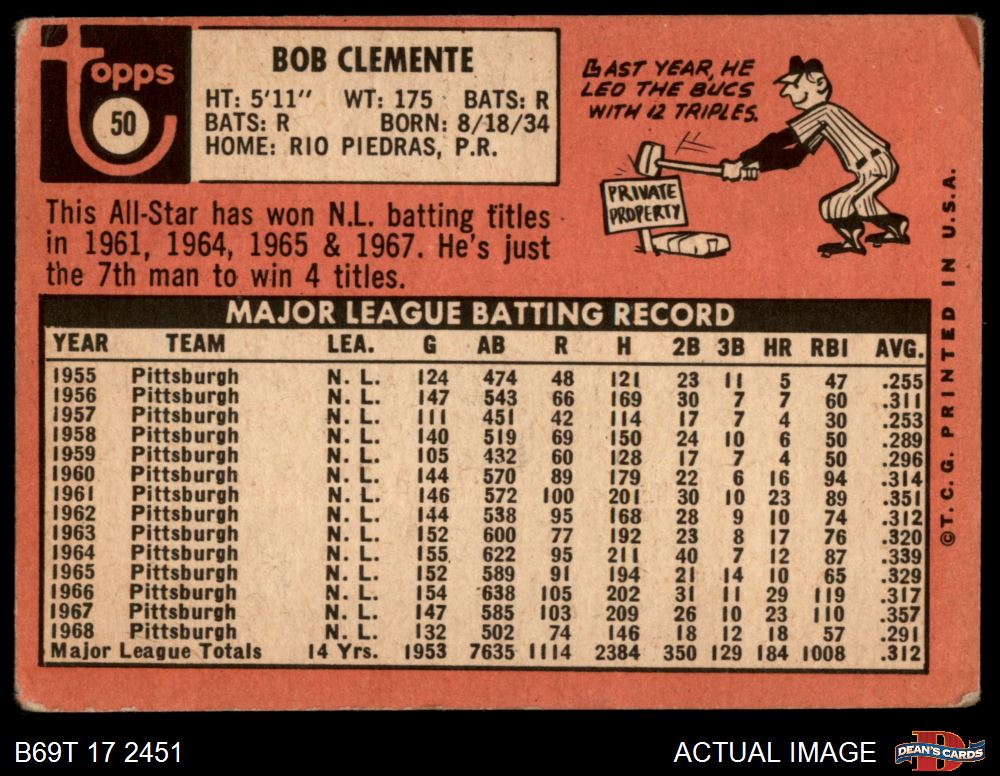 Topps
50
BOB CLEMENTE
HT: 5'11" WT: 175 BATS: R
BATS: R BORN: 8/18/34
HOME: RIO PIEDRAS, P.R.
LAST YEAR, HE
LED THE BUCS
WITH 12 TRIPLES.
PRIVATE
PROPERTY
This All-Star has won N.L. batting titles
in 1961, 1964, 1965 & 1967. He's just
the 7th man to win 4 titles.
MAJOR LEAGUE BATTING RECORD
YEAR TEAM LEA. G AB R H 2B 3B HR RBI AVG.
1955 Pittsburgh N. L. 124 474 48 121 23 11 5 47 .255
1956 Pittsburgh N. L. 147 543 66 169 30 7 7 60 .311
1957 Pittsburgh N. L. 111 451 42 114 17 7 4 30 .253
1958 Pittsburgh N. L. 140 519 69 150 24 10 6 50 .289
1959 Pittsburgh N. L. 105 432 60 128 17 7 4 50 .296
1960 Pittsburgh N. L. 144 570 89 179 22 6 16 94 .314
1961 Pittsburgh N. L. 146 572 100 201 30 10 23 89 .351
1962 Pittsburgh N. L. 144 538 95 168 28 9 10 74 .312
1963 Pittsburgh N. L. 152 600 77 192 23 8 17 76 .320
1964 Pittsburgh N. L. 155 622 95 211 40 7 12 87 .339
1965 Pittsburgh N. L. 152 589 91 194 21 14 10 65 .329
1966 Pittsburgh N. L. 154 638 105 202 31 11 29 119 .317
1967 Pittsburgh N. L. 147 585 103 209 26 10 23 110 .357
1968 Pittsburgh N. L. 132 502 74 146 18 12 18 57 .291
Major League Totals 14 Yrs. 1953 7635 1114 2384 350 129 184 1008 .312
©T. C. G. PRINTED IN U.S.A.
B69T 17 2451
ACTUAL IMAGE
D
DEAN'S CARDS